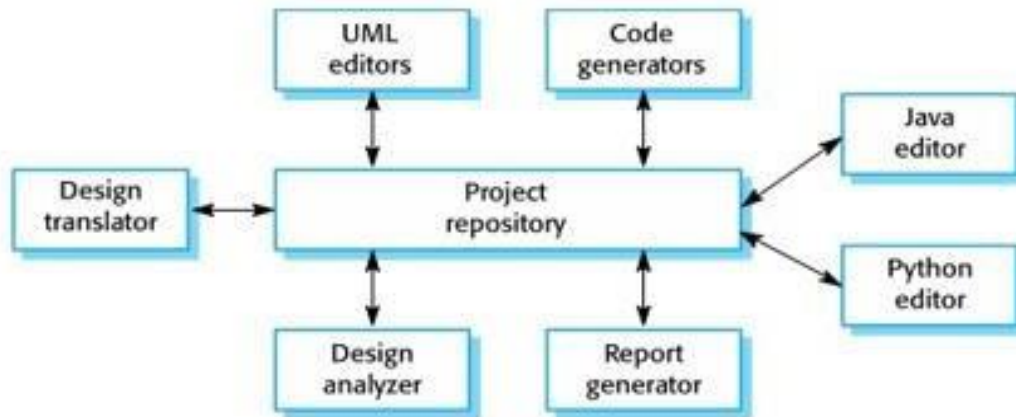 UML
editors
Code
generators
Java
editor
Design
translator
Project
repository
Python
editor
Design
analyzer
Report
generator